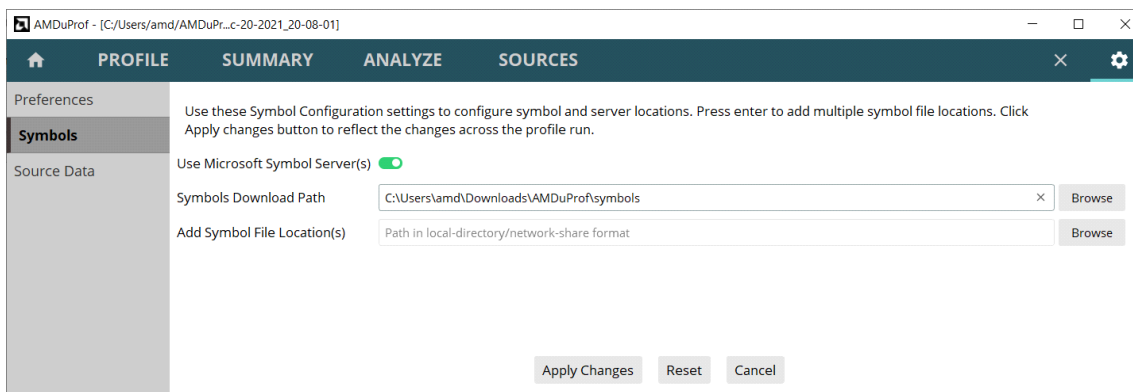 AMDuProf - [C:/Users/amd/AMDuPr...c-20-2021_20-08-01]
PROFILE SUMMARY ANALYZE SOURCES
Preferences
Symbols
Source Data
Use these Symbol Configuration settings to configure symbol and server locations. Press enter to add multiple symbol file locations. Click
Apply changes button to reflect the changes across the profile run.
Use Microsoft Symbol Server(s)
Symbols Download Path C:\Users\amd\Downloads\AMDuProf\symbols Browse
Add Symbol File Location(s) Path in local-directory/network-share format Browse
Apply Changes Reset Cancel